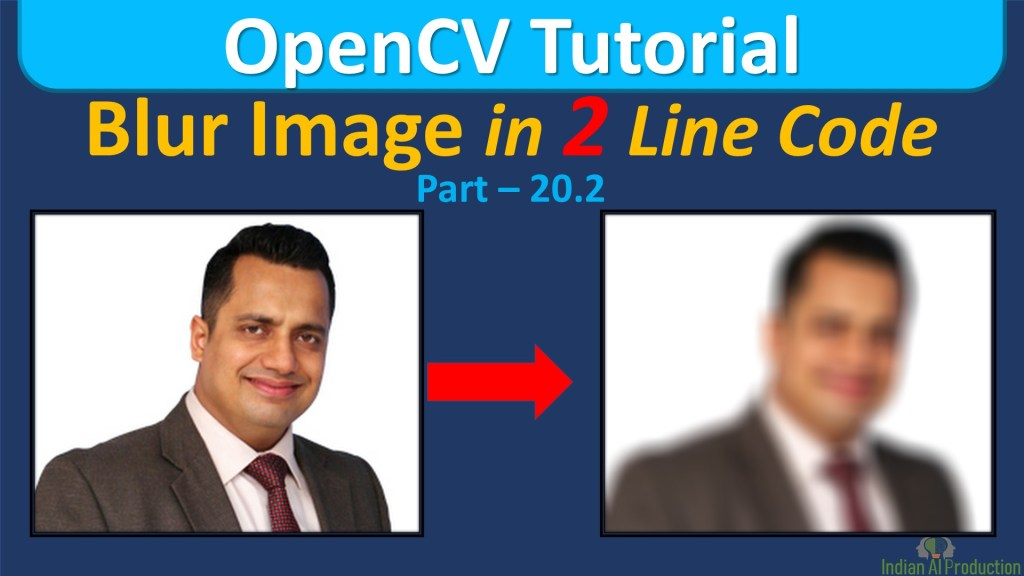 OpenCV Tutorial
Blur Image in 2 Line Code
Part – 20.2
Indian AI Production